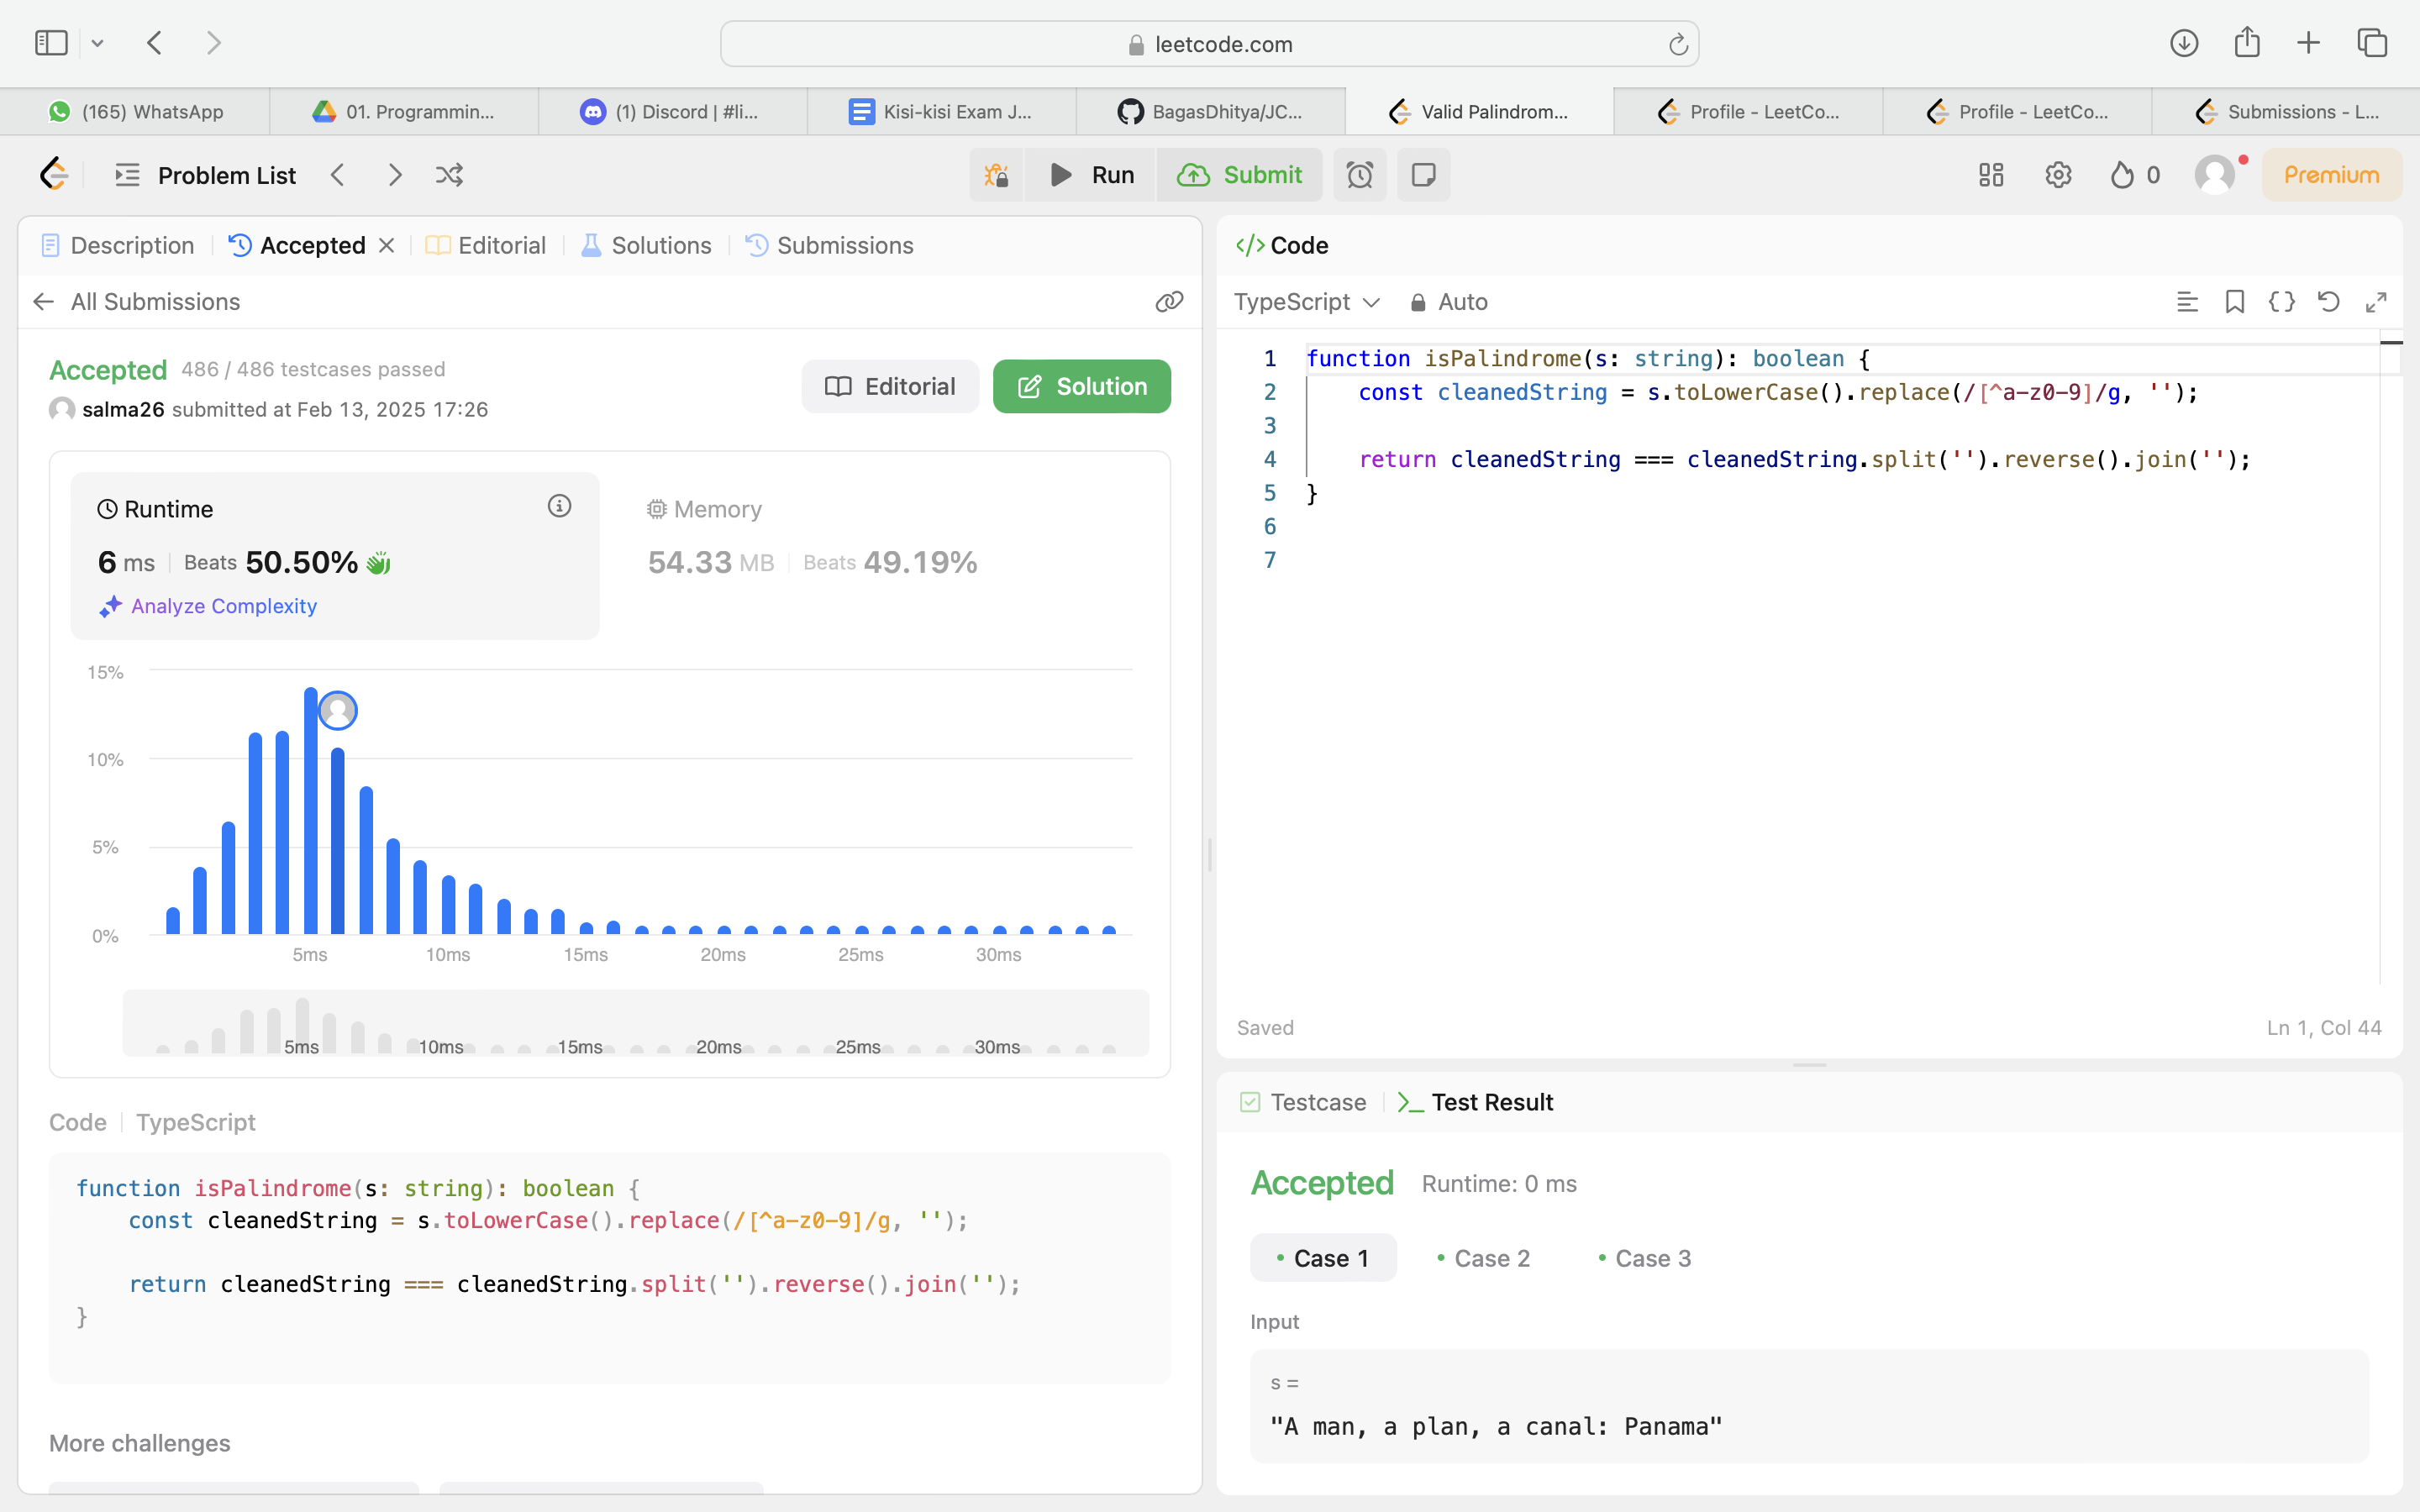 leetcode.com
(165) WhatsApp
01. Programmin...
(1) Discord | #li...
Kisi-kisi Exam J...
BagasDhitya/JC...
Valid Palindrom...
Profile - LeetCo...
Profile - LeetCo...
Submissions - L...
Problem List
Run
Submit
0
Premium
Description
Accepted
Editorial
Solutions
Submissions
All Submissions
Accepted 486 / 486 testcases passed
salma26 submitted at Feb 13, 2025 17:26
Editorial
Solution
Runtime
6 ms | Beats 50.50%
Analyze Complexity
Memory
54.33 MB | Beats 49.19%
15%
10%
5%
0%
5ms 10ms 15ms 20ms 25ms 30ms
5ms 10ms 15ms 20ms 25ms 30ms
Code | TypeScript
function isPalindrome(s: string): boolean {
    const cleanedString = s.toLowerCase().replace(/[^a-z0-9]/g, '');
    return cleanedString === cleanedString.split('').reverse().join('');
}
More challenges
</> Code
TypeScript
Auto
1 function isPalindrome(s: string): boolean {
2     const cleanedString = s.toLowerCase().replace(/[^a-z0-9]/g, '');
3
4     return cleanedString === cleanedString.split('').reverse().join('');
5 }
6
7
Saved
Ln 1, Col 44
Testcase
Test Result
Accepted Runtime: 0 ms
Case 1
Case 2
Case 3
Input
s =
"A man, a plan, a canal: Panama"